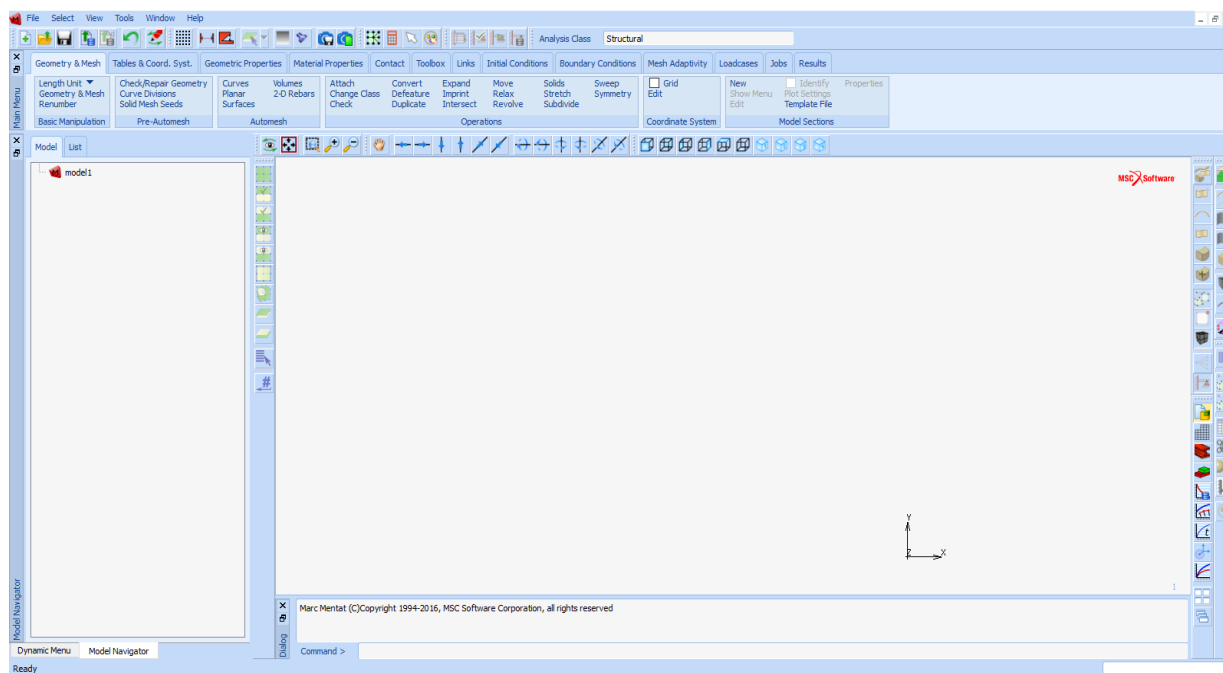 File Select View Tools Window Help
Analysis Class Structural
Geometry & Mesh Tables & Coord. Syst. Geometric Properties Material Properties Contact Toolbox Links Initial Conditions Boundary Conditions Mesh Adaptivity Loadcases Jobs Results
Length Unit Check/Repair Geometry Curves Volumes Attach Convert Expand Move Solids Sweep Grid New Identify Properties
Geometry & Mesh Curve Divisions Planar 2-D Rebars Change Class Defeature Imprint Relax Stretch Symmetry Edit Show Menu Plot Settings
Renumber Solid Mesh Seeds Surfaces Check Duplicate Intersect Revolve Subdivide Edit Template File
Basic Manipulation Pre-Automesh Automesh Operations Coordinate System Model Sections
Main Menu
Model List
model1
MSC Software
Y
Z X
1
Model Navigator
Marc Mentat (C)Copyright 1994-2016, MSC Software Corporation, all rights reserved
Dialog
Command >
Dynamic Menu Model Navigator
Ready